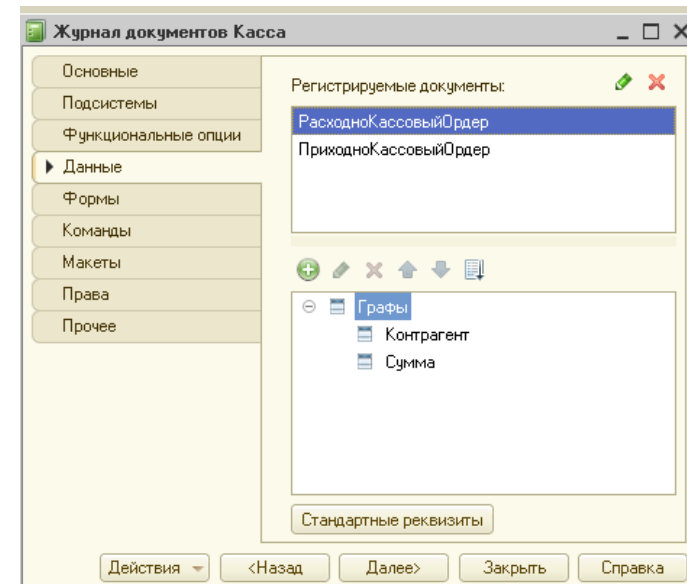 Журнал документов Касса
Основные
Подсистемы
Функциональные опции
Данные
Формы
Команды
Макеты
Права
Прочее
Регистрируемые документы:
РасходноКассовыйОрдер
ПриходноКассовыйОрдер
Графы
Контрагент
Сумма
Стандартные реквизиты
Действия
<Назад
Далее>
Закрыть
Справка